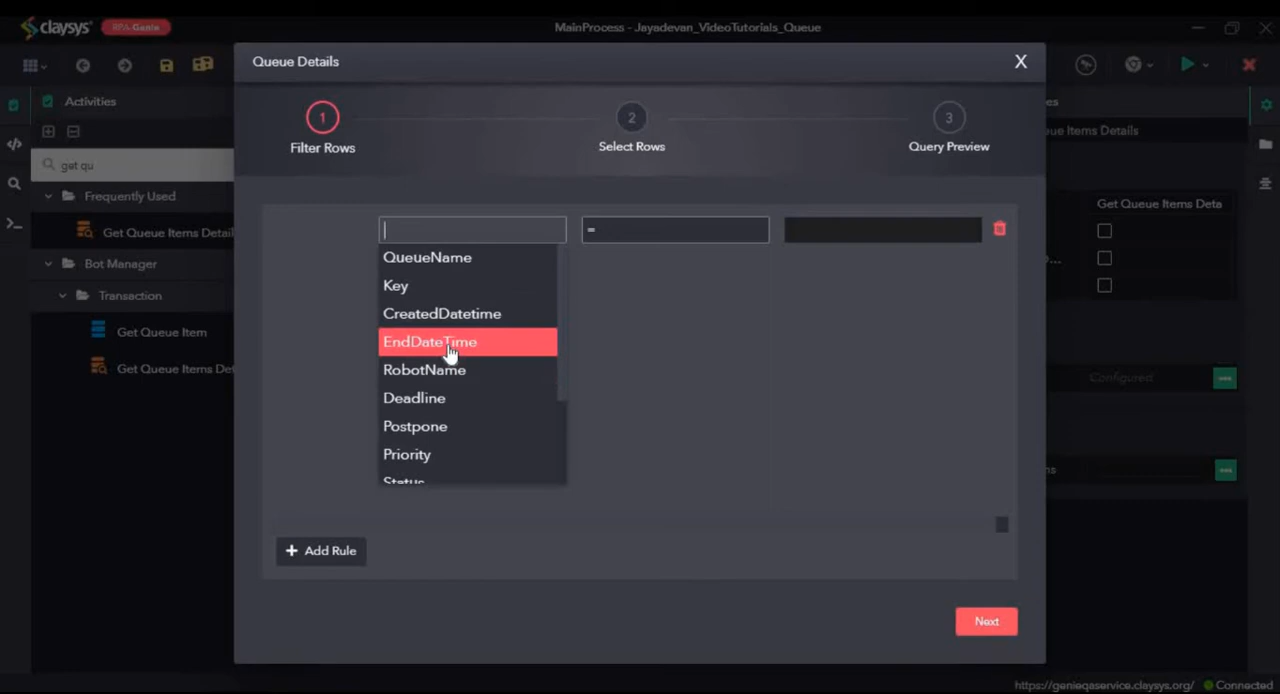 claysys
RPA-Genie
MainProcess - Jayadevan_VideoTutorials_Queue
Queue Details
X
Activities
1
2
3
Filter Rows
Select Rows
Query Preview
ue Items Details
get qu
Frequently Used
Get Queue Items Detail
Get Queue Items Deta
=
QueueName
Key
CreatedDatetime
EndDateTime
RobotName
Deadline
Postpone
Priority
Status
Bot Manager
Transaction
Get Queue Item
Get Queue Items De
Configured
Add Rule
Next
https://genieqaservice.claysys.org/
Connected